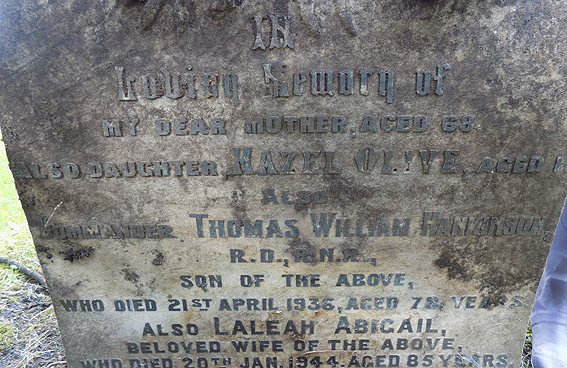 IN
Loving Memory of
MY DEAR MOTHER, AGED 68
ALSO DAUGHTER, HAZEL OLIVE, AGED
ALSO
COMMANDER THOMAS WILLIAM HANKINSON,
R.D., R.N.R.,
SON OF THE ABOVE,
WHO DIED 21ST APRIL 1936, AGED 78, YEARS.
ALSO LALEAH ABIGAIL,
BELOVED WIFE OF THE ABOVE,
WHO DIED 20TH JAN. 1944. AGED 85 YEARS.